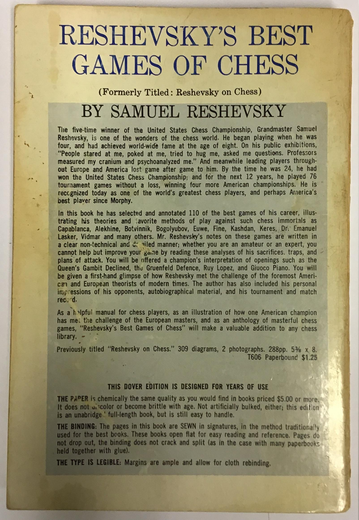 RESHEVSKY'S BEST
GAMES OF CHESS
(Formerly Titled: Reshevsky on Chess)
BY SAMUEL RESHEVSKY
The five-time winner of the United States Chess Championship, Grandmaster Samuel
Reshevsky, is one of the wonders of the chess world. He began playing when he was
four, and had achieved world-wide fame at the age of eight. On his public exhibitions,
"People stared at me, poked at me, tried to hug me, asked me questions. Professors
measured my cranium and psychoanalyzed me." And meanwhile leading players through-
out Europe and America lost game after game to him. By the time he was 24, he had
won the United States Chess Championship; and for the next 12 years, he played 76
tournament games without a loss, winning four more American championships. He is
recognized today as one of the world's greatest chess players, and perhaps America's
best player since Morphy.
In this book he has selected and annotated 110 of the best games of his career, illus-
trating his theories and favorite methods of play against such chess immortals as
Capablanca, Alekhine, Botvinnik, Bogolyubov, Euwe, Fine, Kashdan, Keres, Dr. Emanuel
Lasker, Vidmar and many others. Mr. Reshevsky's notes on these games are written in
a clear non-technical and manner; whether you are an amateur or an expert, you
cannot help but improve your game by reading these analyses of his sacrifices, traps, and
plans of attack. You will be offered a champion's interpretation of openings such as the
Queen's Gambit Declined, the Gruenfeld Defence, Ruy Lopez, and Giuoco Piano. You will
be given a first-hand glimpse of how Reshevsky met the challenge of the foremost Ameri-
can and European theorists of modern times. The author has also included his personal
impressions of his opponents, autobiographical material, and his tournament and match
record.
As a helpful manual for chess players, as an illustration of how one American champion
has met the challenge of the European masters, and as an anthology of masterful chess
games, "Reshevsky's Best Games of Chess" will make a valuable addition to any chess
library.
Previously titled "Reshevsky on Chess." 309 diagrams, 2 photographs. 288pp. 5⅜ x 8.
T606 Paperbound $1.25
THIS DOVER EDITION IS DESIGNED FOR YEARS OF USE
THE PAPER is chemically the same quality as you would find in books priced $5.00 or more.
It does not discolor or become brittle with age. Not artificially bulked, either; this edition
is an unabridged full-length book, but is still easy to handle.
THE BINDING: The pages in this book are SEWN in signatures, in the method traditionally
used for the best books. These books open flat for easy reading and reference. Pages do
not drop out, the binding does not crack and split (as in the case with many paperbooks
held together with glue).
THE TYPE IS LEGIBLE: Margins are ample and allow for cloth rebinding.